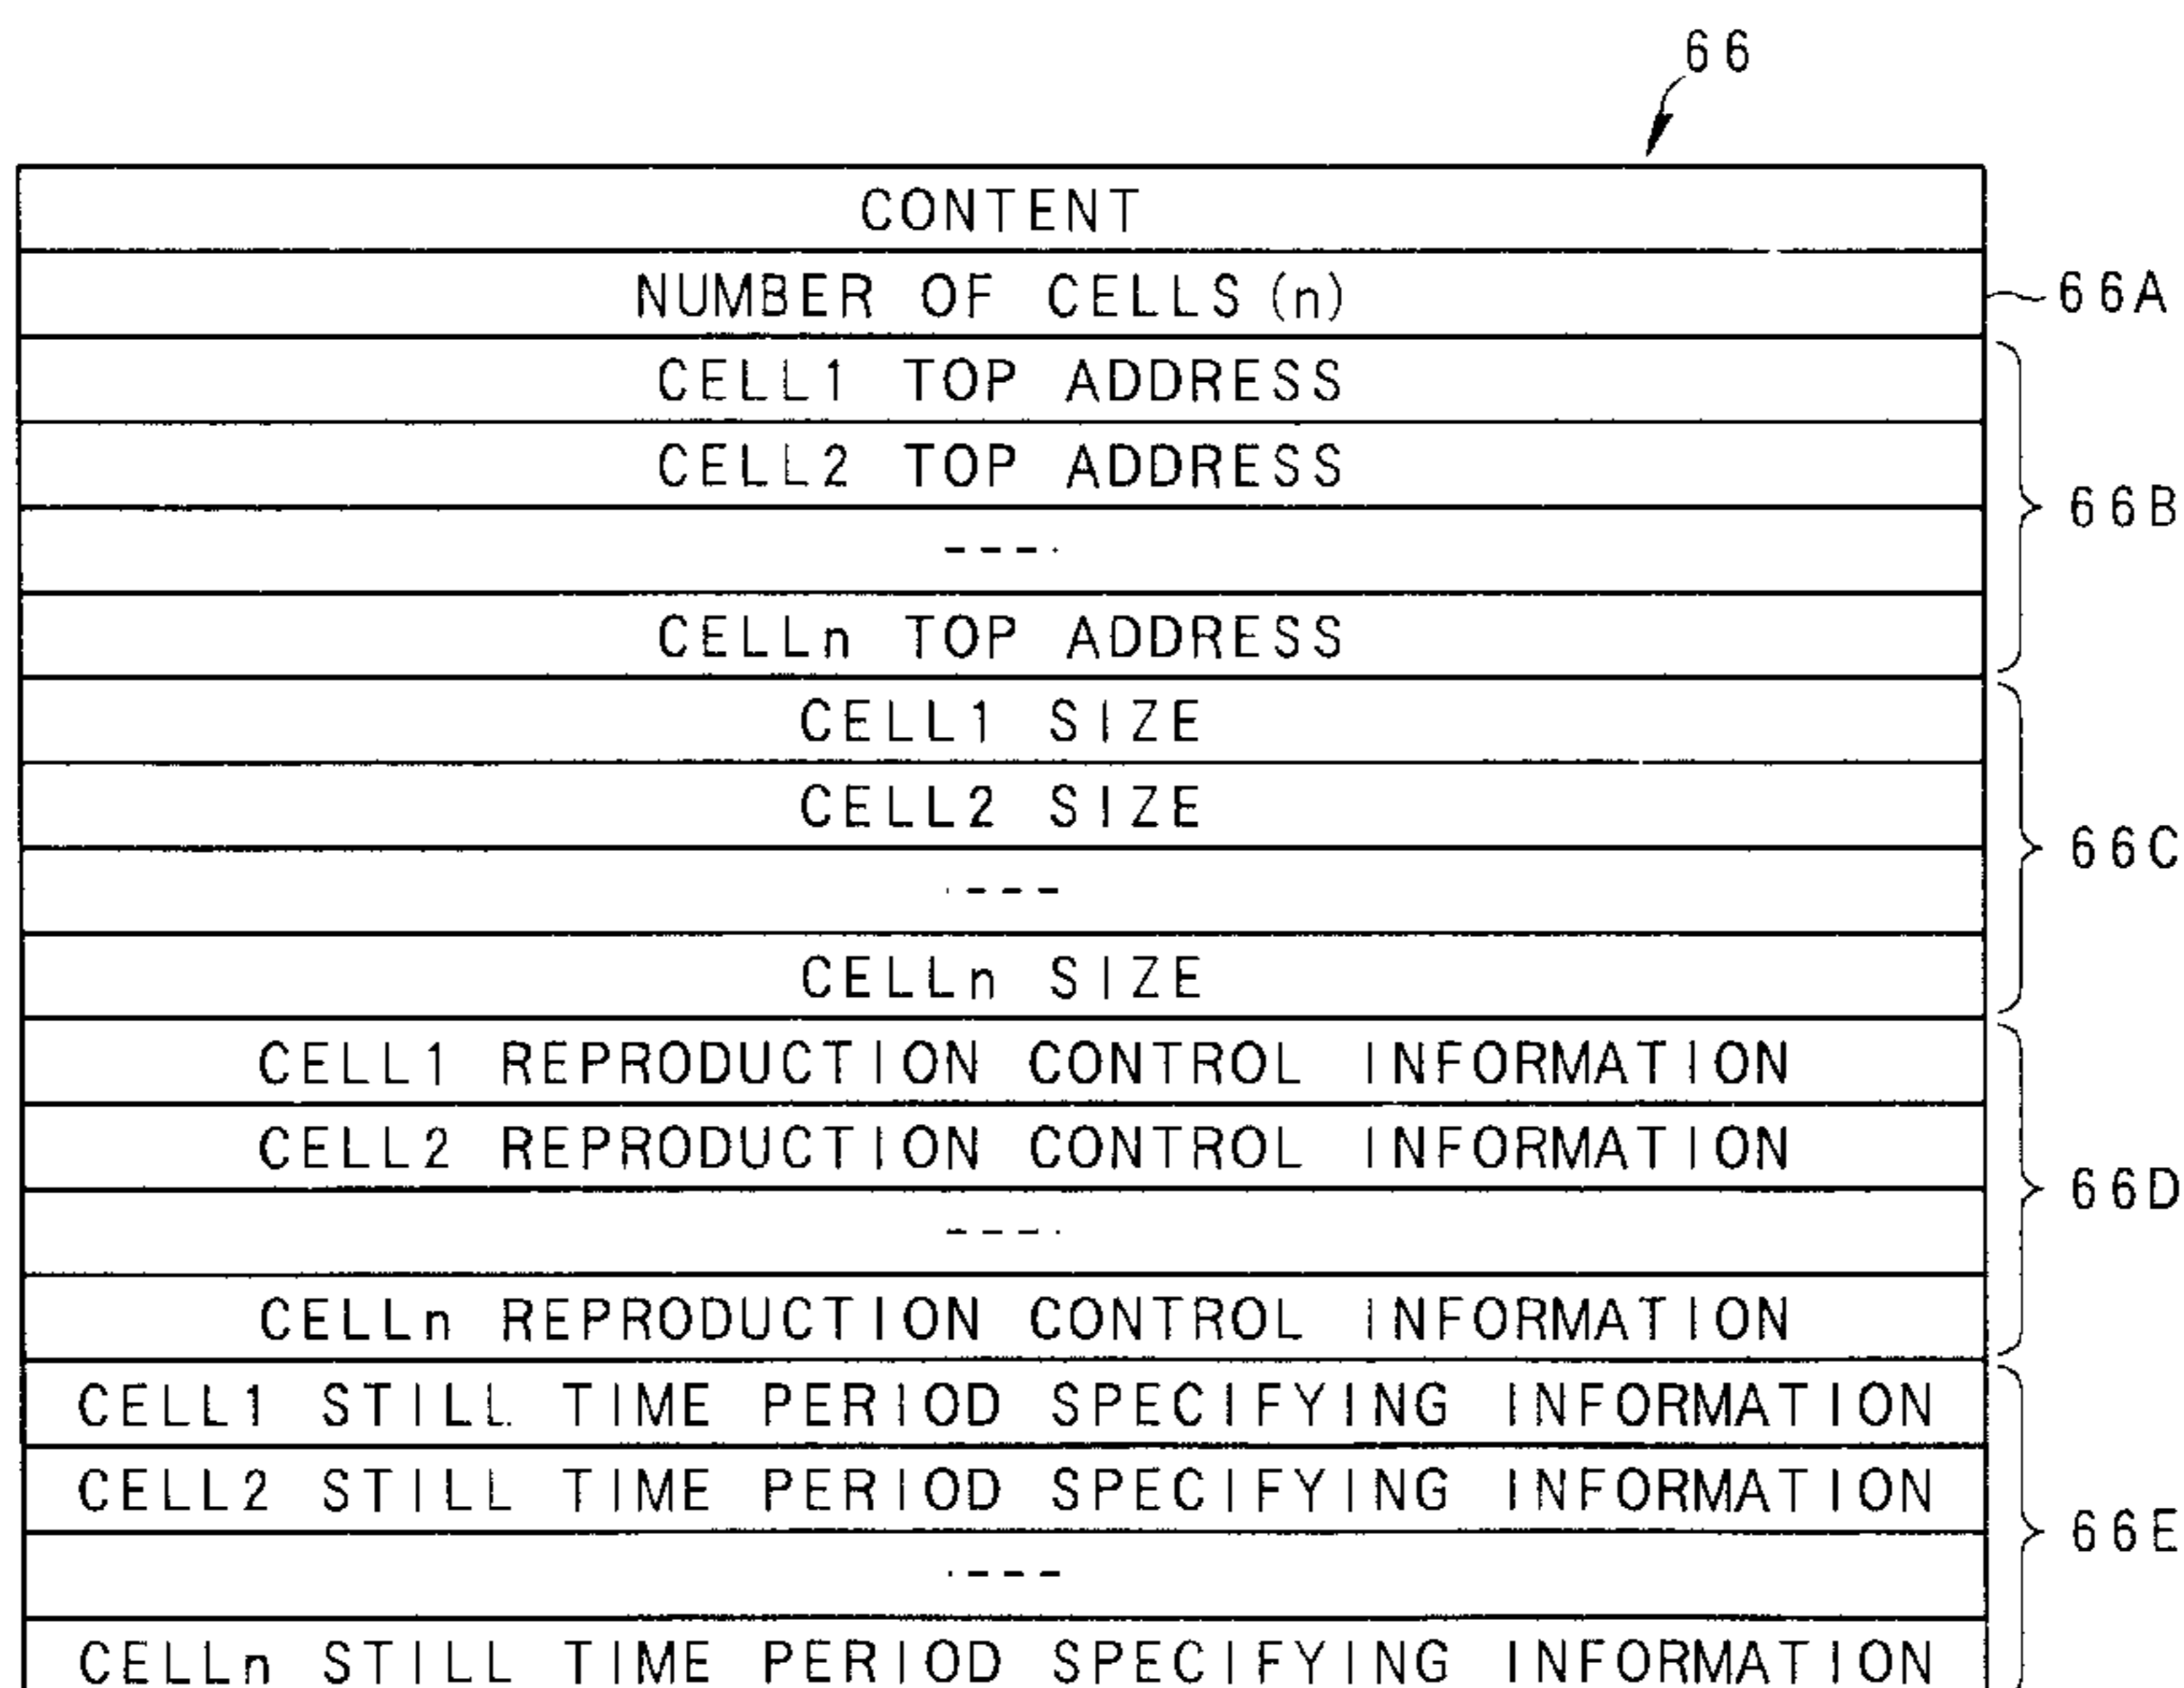 66
CONTENT
NUMBER OF CELLS(n) 66A
CELL1 TOP ADDRESS
CELL2 TOP ADDRESS
---- 66B
CELLn TOP ADDRESS
CELL1 SIZE
CELL2 SIZE
---- 66C
CELLn SIZE
CELL1 REPRODUCTION CONTROL INFORMATION
CELL2 REPRODUCTION CONTROL INFORMATION
---- 66D
CELLn REPRODUCTION CONTROL INFORMATION
CELL1 STILL TIME PERIOD SPECIFYING INFORMATION
CELL2 STILL TIME PERIOD SPECIFYING INFORMATION
---- 66E
CELLn STILL TIME PERIOD SPECIFYING INFORMATION